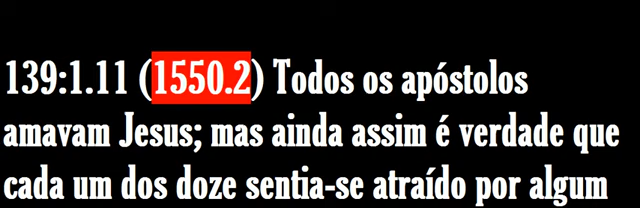 139:1.11 (1550.2) Todos os apóstolos
amavam Jesus; mas ainda assim é verdade que
cada um dos doze sentia-se atraído por algum